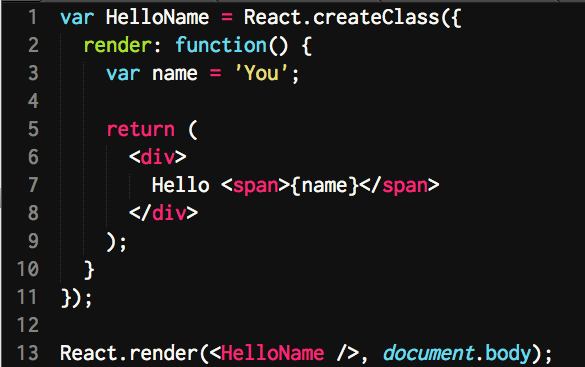 1 var HelloName = React.createClass({
2   render: function() {
3     var name = 'You';
4
5     return (
6       <div>
7         Hello <span>{name}</span>
8       </div>
9     );
10   }
11 });
12
13 React.render(<HelloName />, document.body);